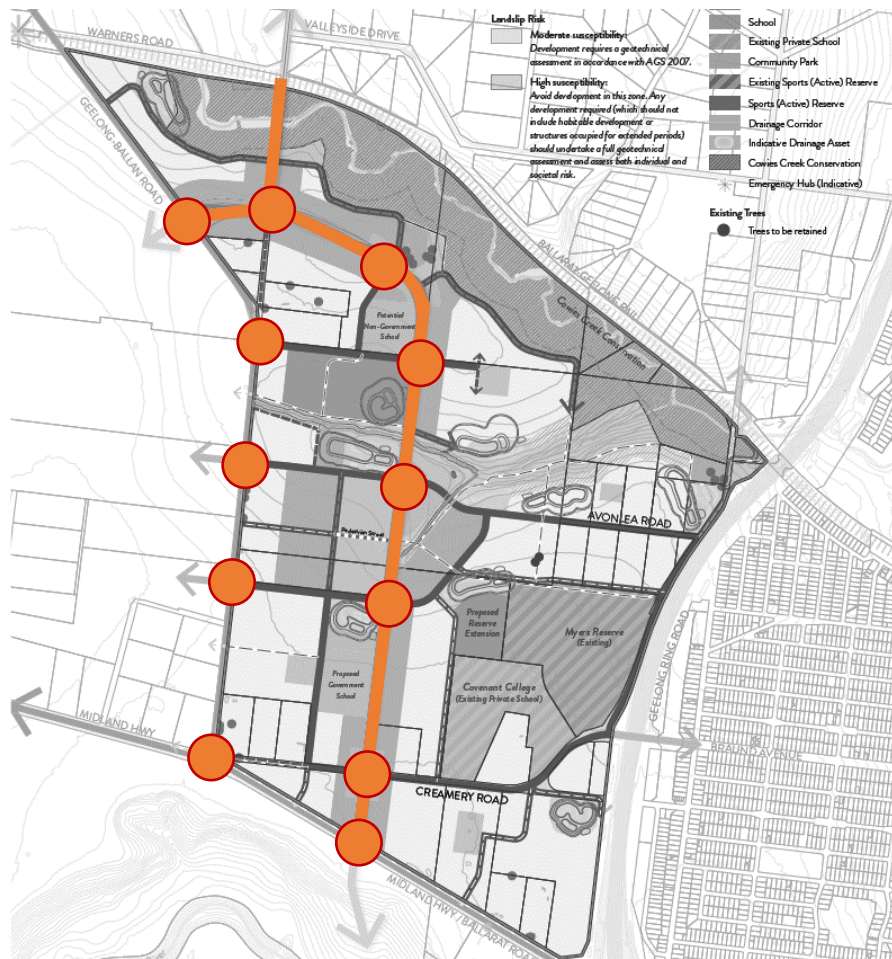 WARNERS ROAD
VALLEYSIDE DRIVE
Landslip Risk
Moderate susceptibility:
Development requires a geotechnical
assessment in accordance with AGS 2007.
High susceptibility:
Avoid development in this zone. Any
development required (which should not
include habitable development or
structures occupied for extended periods)
should undertake a full geotechnical
assessment and assess both individual and
societal risk.
School
Existing Private School
Community Park
Existing Sports (Active) Reserve
Sports (Active) Reserve
Drainage Corridor
Indicative Drainage Asset
Cowies Creek Conservation
Emergency Hub (Indicative)
Existing Trees
Trees to be retained
GEELONG-BALLAN ROAD
Potential
Non-Government
School
Cowies Creek Conservation
AVONLEA ROAD
Pedestrian Street
Proposed
Reserve
Extension
Myers Reserve
(Existing)
Proposed
Government
School
Covenant College
(Existing Private School)
GEELONG RING ROAD
MIDLAND HWY
CREAMERY ROAD
MIDLAND HWY / BALLARAT ROAD